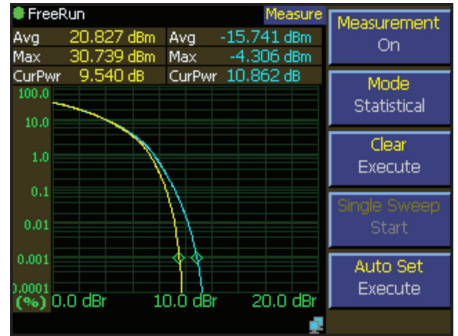 FreeRun Measure
Avg 20.827 dBm Avg -15.741 dBm
Max 30.739 dBm Max -4.306 dBm
CurPwr 9.540 dB CurPwr 10.862 dB
100.0
10.0
1.0
0.1
0.01
0.001
0.0001
(%) 0.0 dBr 10.0 dBr 20.0 dBr
Measurement
On
Mode
Statistical
Clear
Execute
Single Sweep
Start
Auto Set
Execute